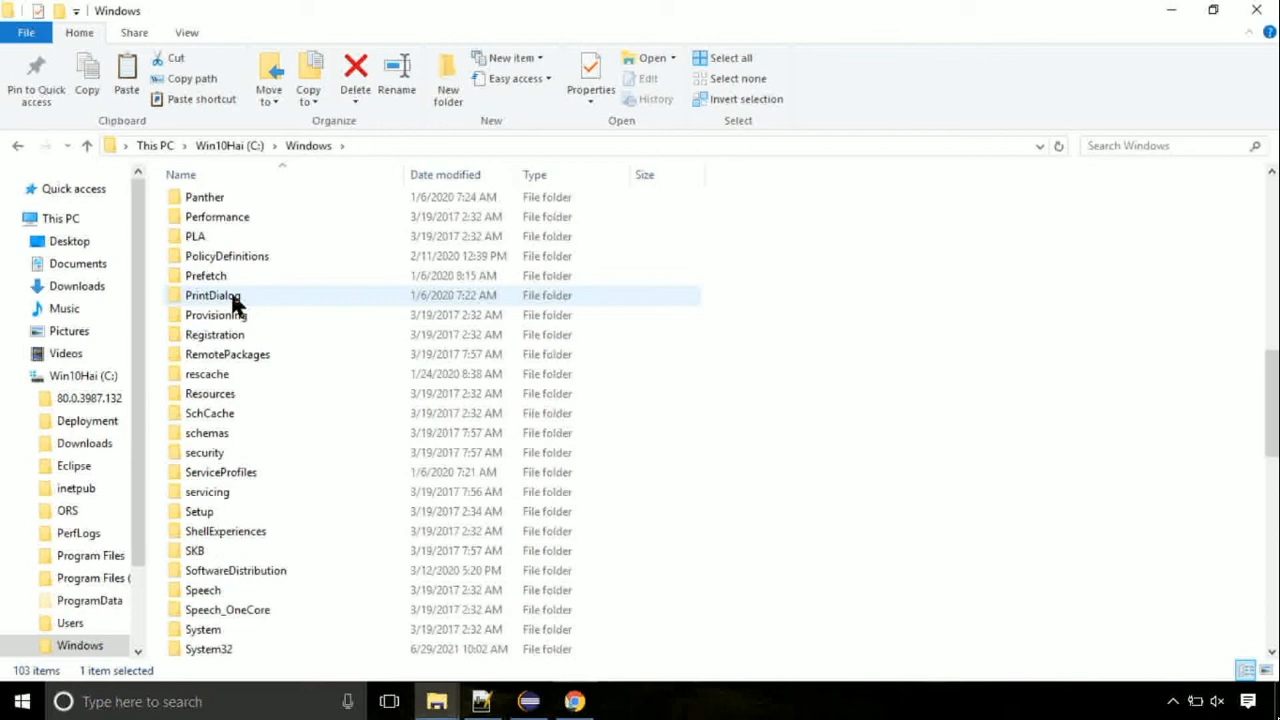 Windows
File Home Share View
Pin to Quick access
Copy
Paste
Cut
Copy path
Paste shortcut
Clipboard
Move to
Copy to
Delete
Rename
Organize
New folder
New item
Easy access
New
Properties
Open
Edit
History
Open
Select all
Select none
Invert selection
Select
This PC > Win10Hai (C:) > Windows >
Search Windows
Quick access
This PC
Desktop
Documents
Downloads
Music
Pictures
Videos
Win10Hai (C:)
80.0.3987.132
Deployment
Downloads
Eclipse
inetpub
ORS
PerfLogs
Program Files
Program Files (
ProgramData
Users
Windows
Name Date modified Type Size
Panther 1/6/2020 7:24 AM File folder
Performance 3/19/2017 2:32 AM File folder
PLA 3/19/2017 2:32 AM File folder
PolicyDefinitions 2/11/2020 12:39 PM File folder
Prefetch 1/6/2020 8:15 AM File folder
PrintDialog 1/6/2020 7:22 AM File folder
Provisioning 3/19/2017 2:32 AM File folder
Registration 3/19/2017 2:32 AM File folder
RemotePackages 3/19/2017 7:57 AM File folder
rescache 1/24/2020 8:38 AM File folder
Resources 3/19/2017 2:32 AM File folder
SchCache 3/19/2017 2:32 AM File folder
schemas 3/19/2017 7:57 AM File folder
security 3/19/2017 7:57 AM File folder
ServiceProfiles 1/6/2020 7:21 AM File folder
servicing 3/19/2017 7:56 AM File folder
Setup 3/19/2017 2:34 AM File folder
ShellExperiences 3/19/2017 2:32 AM File folder
SKB 3/19/2017 7:57 AM File folder
SoftwareDistribution 3/12/2020 5:20 PM File folder
Speech 3/19/2017 2:32 AM File folder
Speech_OneCore 3/19/2017 2:32 AM File folder
System 3/19/2017 2:32 AM File folder
System32 6/29/2021 10:02 AM File folder
103 items 1 item selected
Type here to search